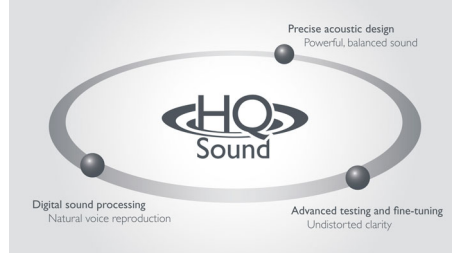 Precise acoustic design
Powerful, balanced sound
HQ
Sound
Digital sound processing
Natural voice reproduction
Advanced testing and fine-tuning
Undistorted clarity